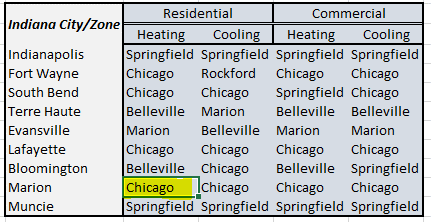 Indiana City/Zone Residential Commercial
Heating Cooling Heating Cooling
Indianapolis Springfield Springfield Springfield Springfield
Fort Wayne Chicago Rockford Chicago Chicago
South Bend Chicago Chicago Springfield Chicago
Terre Haute Belleville Marion Belleville Belleville
Evansville Marion Belleville Marion Marion
Lafayette Chicago Chicago Chicago Chicago
Bloomington Belleville Chicago Belleville Springfield
Marion Chicago Chicago Chicago Chicago
Muncie Springfield Springfield Springfield Springfield